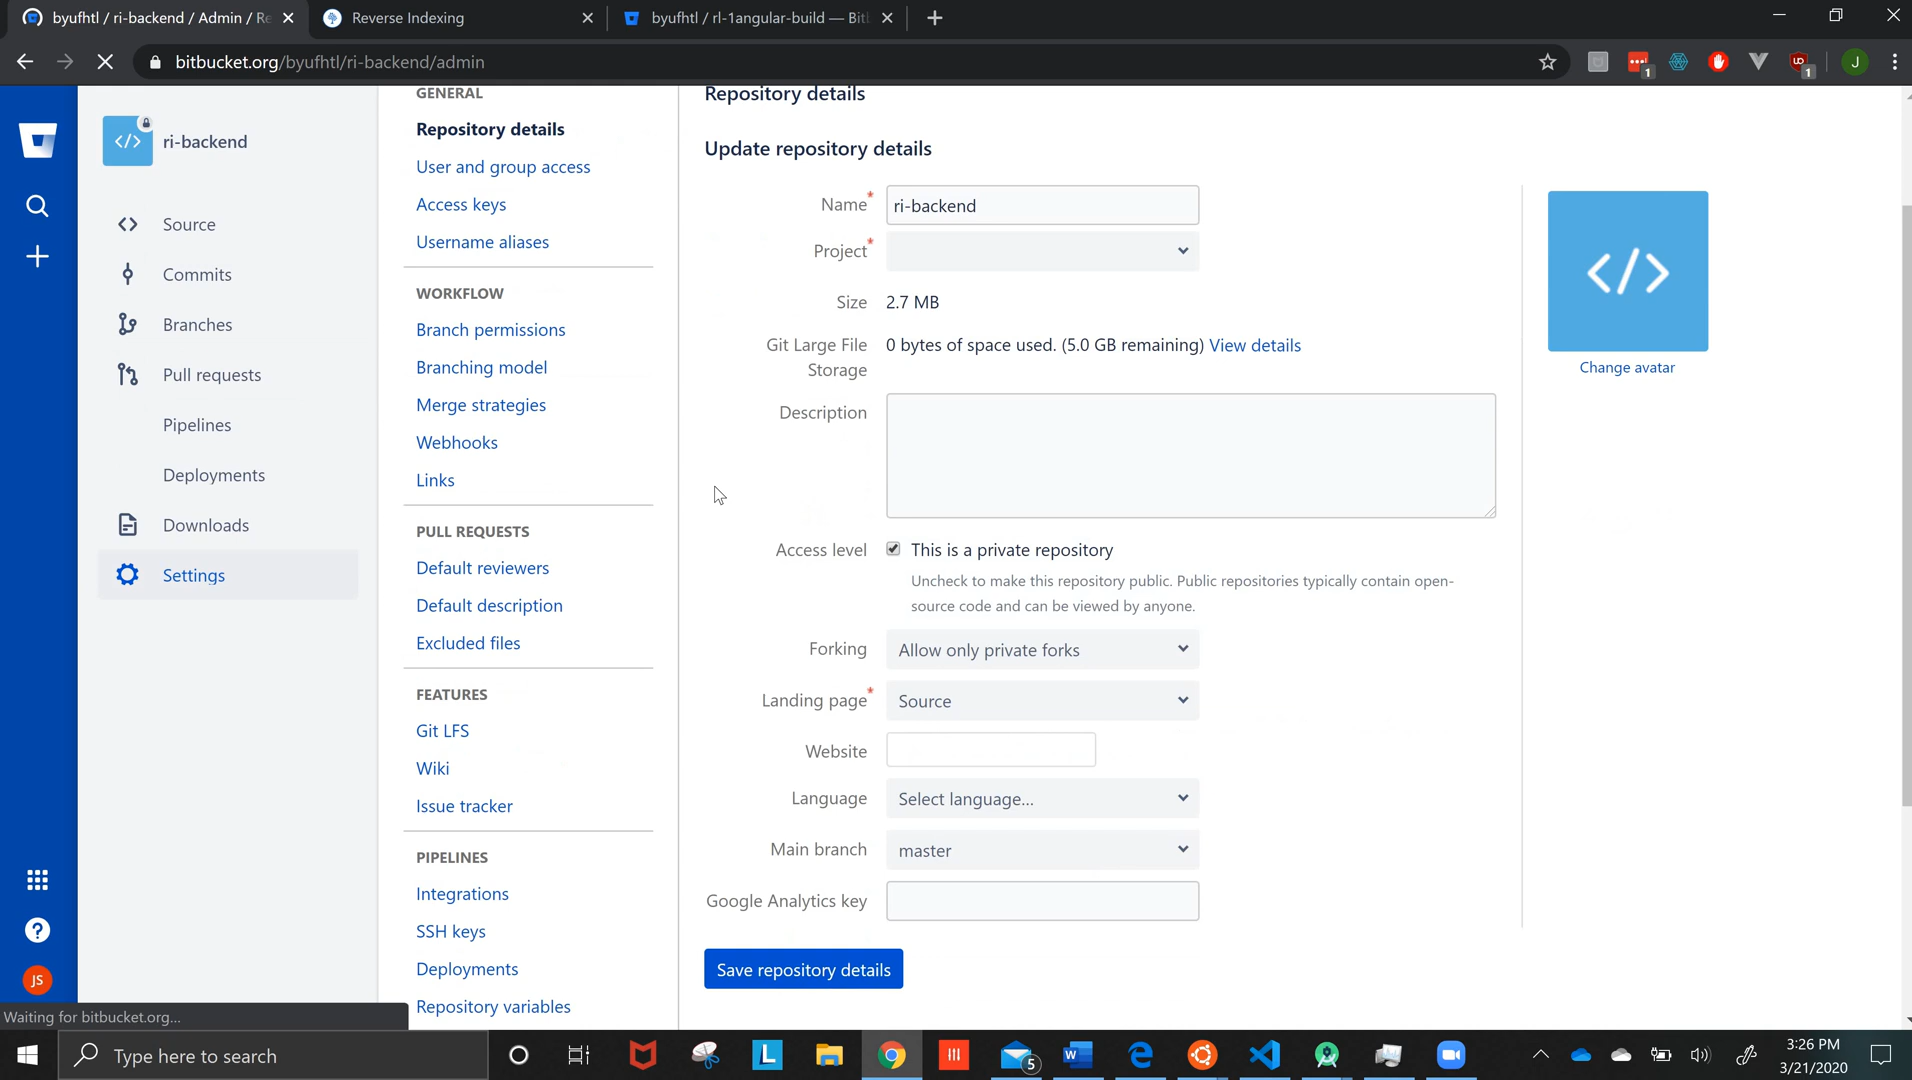 byufhtl / ri-backend / Admin / Re
Reverse Indexing
byufhtl / rl-1angular-build — Bitb
bitbucket.org/byufhtl/ri-backend/admin
1
UD
1
J
ri-backend
Source
Commits
Branches
Pull requests
Pipelines
Deployments
Downloads
Settings
JS
GENERAL
Repository details
User and group access
Access keys
Username aliases
WORKFLOW
Branch permissions
Branching model
Merge strategies
Webhooks
Links
PULL REQUESTS
Default reviewers
Default description
Excluded files
FEATURES
Git LFS
Wiki
Issue tracker
PIPELINES
Integrations
SSH keys
Deployments
Repository variables
Repository details
Update repository details
Name*
ri-backend
Project*
Size
2.7 MB
Git Large File
Storage
0 bytes of space used. (5.0 GB remaining) View details
Description
Access level
This is a private repository
Uncheck to make this repository public. Public repositories typically contain open-
source code and can be viewed by anyone.
Forking
Allow only private forks
Landing page*
Source
Website
Language
Select language...
Main branch
master
Google Analytics key
Save repository details
Change avatar
Waiting for bitbucket.org...
Type here to search
L
5
W
3:26 PM
3/21/2020